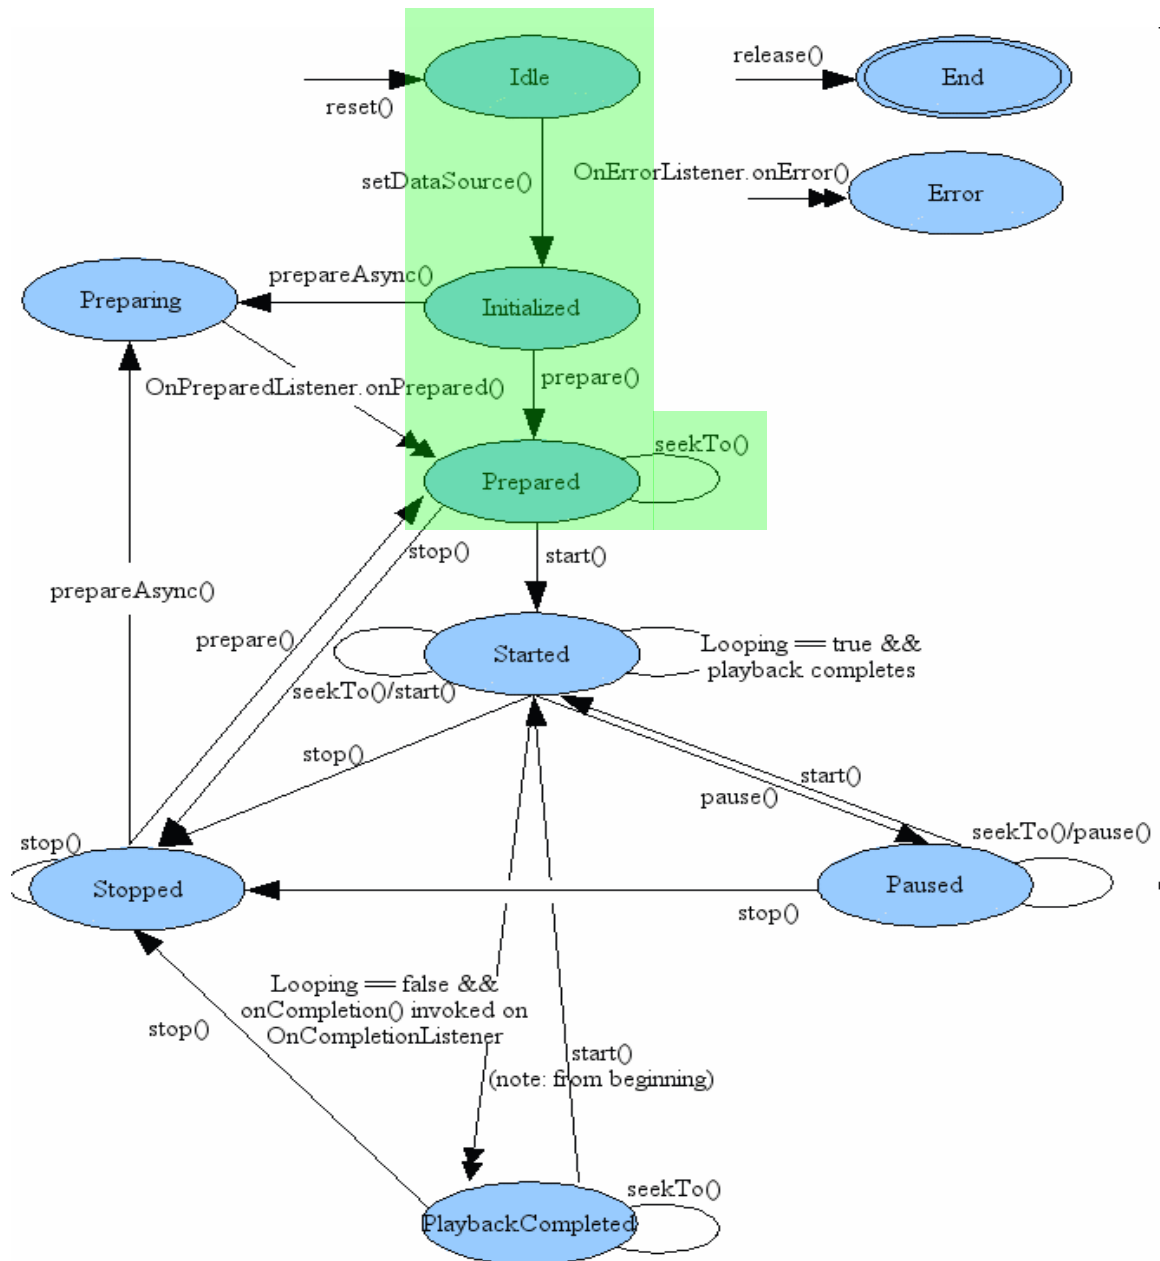 Idle
release()
End
reset()
OnErrorListener.onError()
setDataSource()
Error
prepareAsync()
Preparing
Initialized
OnPreparedListener.onPrepared()
prepare()
seekTo()
Prepared
stop()
start()
prepareAsync()
prepare()
Started
Looping == true &&
playback completes
seekTo()/start()
stop()
start()
pause()
stop()
seekTo()/pause()
Stopped
Paused
stop()
Looping == false &&
onCompletion() invoked on
OnCompletionListener
stop()
start()
(note: from beginning)
seekTo()
PlaybackCompleted